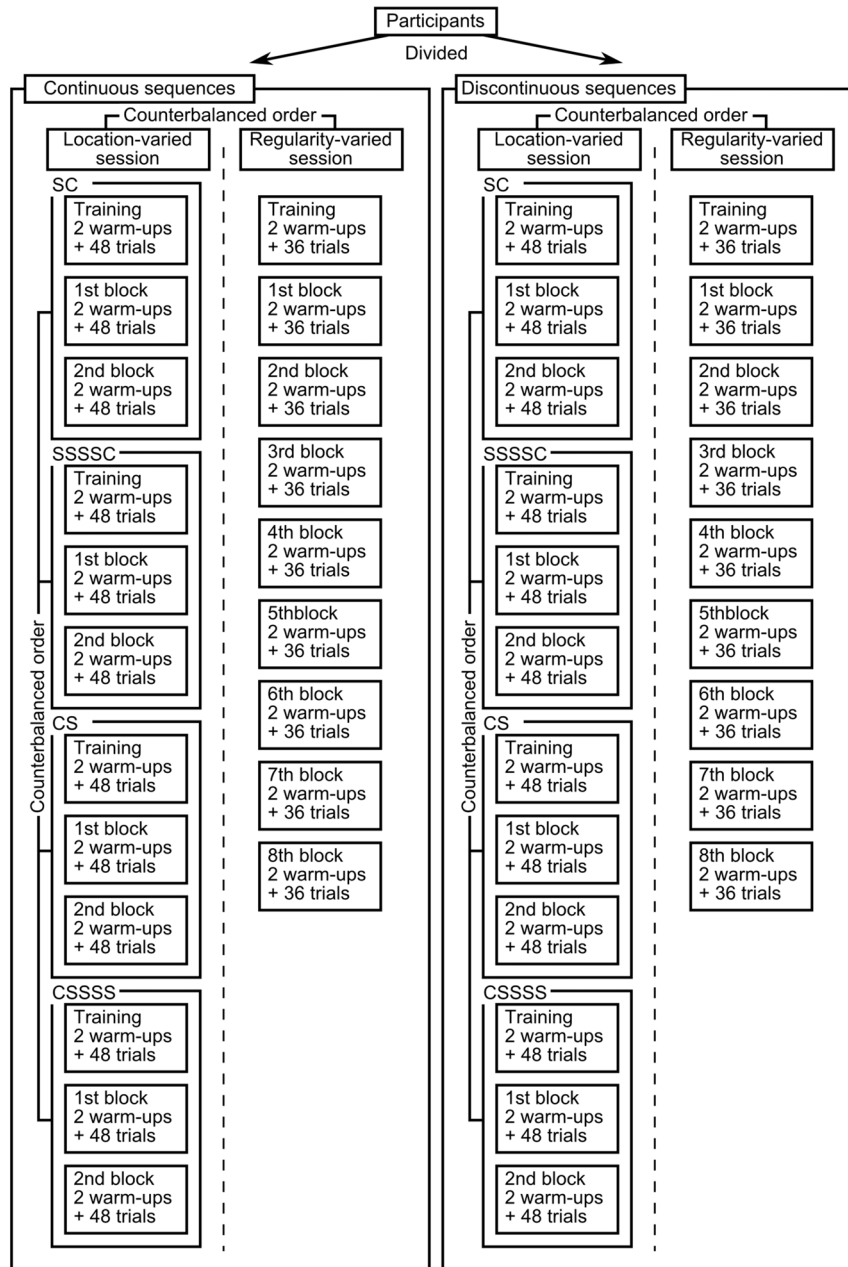 Participants
Divided
Continuous sequences
Counterbalanced order
Location-varied
session
Regularity-varied
session
Counterbalanced order
SC
Training
2 warm-ups
+ 48 trials
1st block
2 warm-ups
+ 48 trials
2nd block
2 warm-ups
+ 48 trials
SSSSC
Training
2 warm-ups
+ 48 trials
1st block
2 warm-ups
+ 48 trials
2nd block
2 warm-ups
+ 48 trials
CS
Training
2 warm-ups
+ 48 trials
1st block
2 warm-ups
+ 48 trials
2nd block
2 warm-ups
+ 48 trials
CSSSS
Training
2 warm-ups
+ 48 trials
1st block
2 warm-ups
+ 48 trials
2nd block
2 warm-ups
+ 48 trials
Training
2 warm-ups
+ 36 trials
1st block
2 warm-ups
+ 36 trials
2nd block
2 warm-ups
+ 36 trials
3rd block
2 warm-ups
+ 36 trials
4th block
2 warm-ups
+ 36 trials
5thblock
2 warm-ups
+ 36 trials
6th block
2 warm-ups
+ 36 trials
7th block
2 warm-ups
+ 36 trials
8th block
2 warm-ups
+ 36 trials
Discontinuous sequences
Counterbalanced order
Location-varied
session
Regularity-varied
session
Counterbalanced order
SC
Training
2 warm-ups
+ 48 trials
1st block
2 warm-ups
+ 48 trials
2nd block
2 warm-ups
+ 48 trials
SSSSC
Training
2 warm-ups
+ 48 trials
1st block
2 warm-ups
+ 48 trials
2nd block
2 warm-ups
+ 48 trials
CS
Training
2 warm-ups
+ 48 trials
1st block
2 warm-ups
+ 48 trials
2nd block
2 warm-ups
+ 48 trials
CSSSS
Training
2 warm-ups
+ 48 trials
1st block
2 warm-ups
+ 48 trials
2nd block
2 warm-ups
+ 48 trials
Training
2 warm-ups
+ 36 trials
1st block
2 warm-ups
+ 36 trials
2nd block
2 warm-ups
+ 36 trials
3rd block
2 warm-ups
+ 36 trials
4th block
2 warm-ups
+ 36 trials
5thblock
2 warm-ups
+ 36 trials
6th block
2 warm-ups
+ 36 trials
7th block
2 warm-ups
+ 36 trials
8th block
2 warm-ups
+ 36 trials